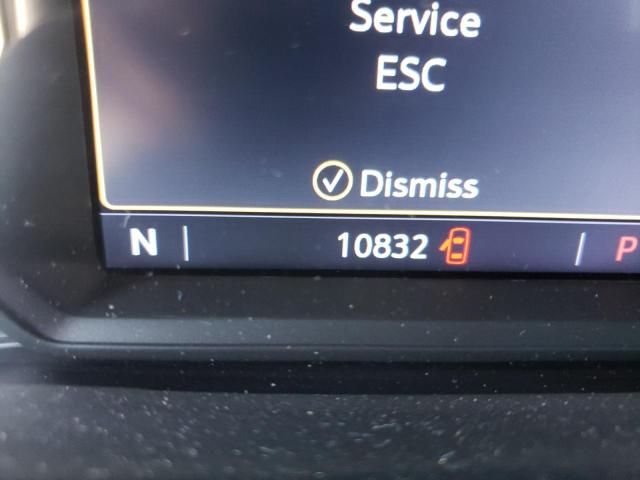 Service
ESC
Dismiss
N 10832 P